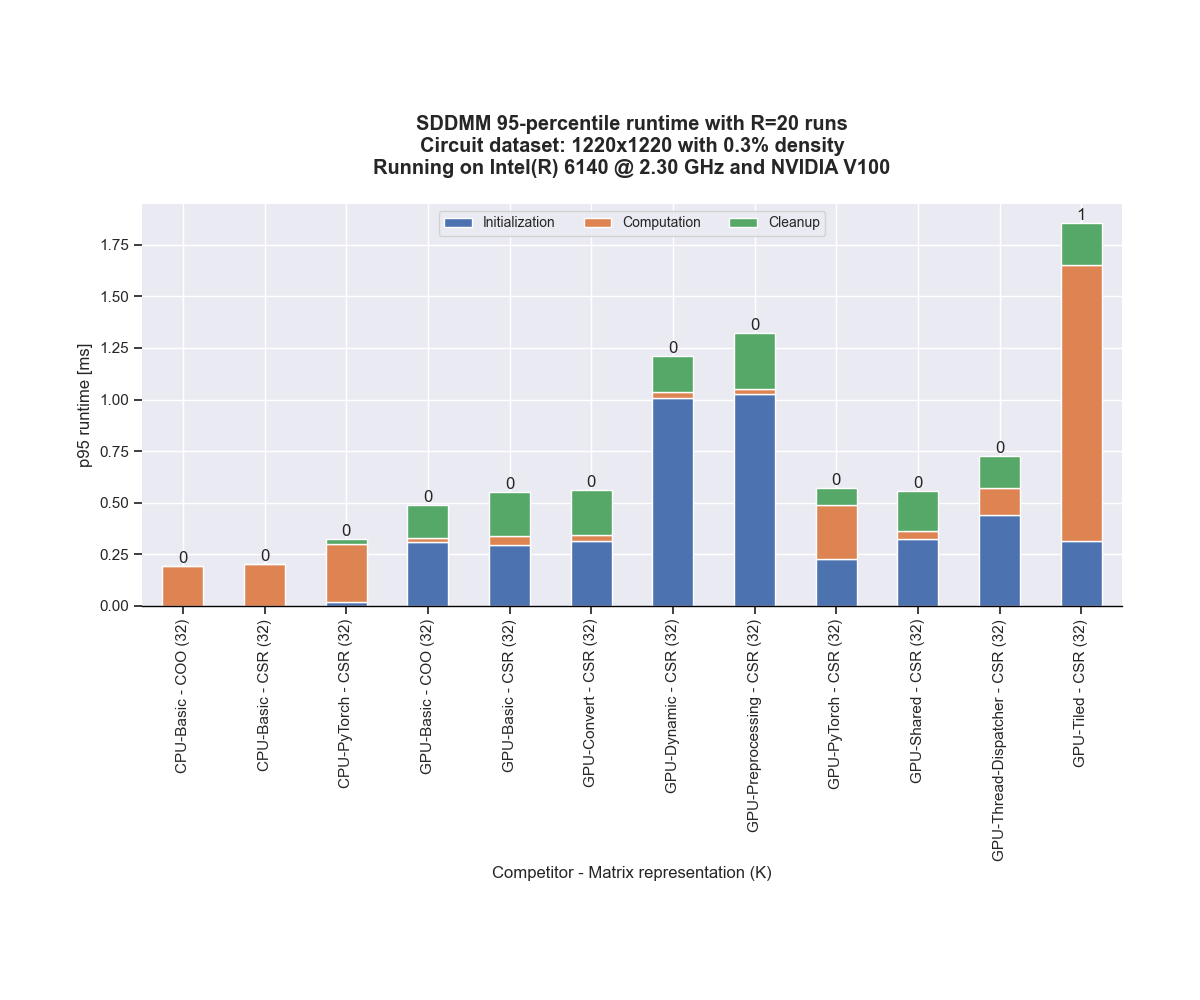 SDDMM 95-percentile runtime with R=20 runs
Circuit dataset: 1220x1220 with 0.3% density
Running on Intel(R) 6140 @ 2.30 GHz and NVIDIA V100
Initialization
Computation
Cleanup
p95 runtime [ms]
1.75
1.50
1.25
1.00
0.75
0.50
0.25
0.00
0
0
0
0
0
0
0
0
0
0
0
1
CPU-Basic - COO (32)
CPU-Basic - CSR (32)
CPU-PyTorch - CSR (32)
GPU-Basic - COO (32)
GPU-Basic - CSR (32)
GPU-Convert - CSR (32)
GPU-Dynamic - CSR (32)
GPU-Preprocessing - CSR (32)
GPU-PyTorch - CSR (32)
GPU-Shared - CSR (32)
GPU-Thread-Dispatcher - CSR (32)
GPU-Tiled - CSR (32)
Competitor - Matrix representation (K)